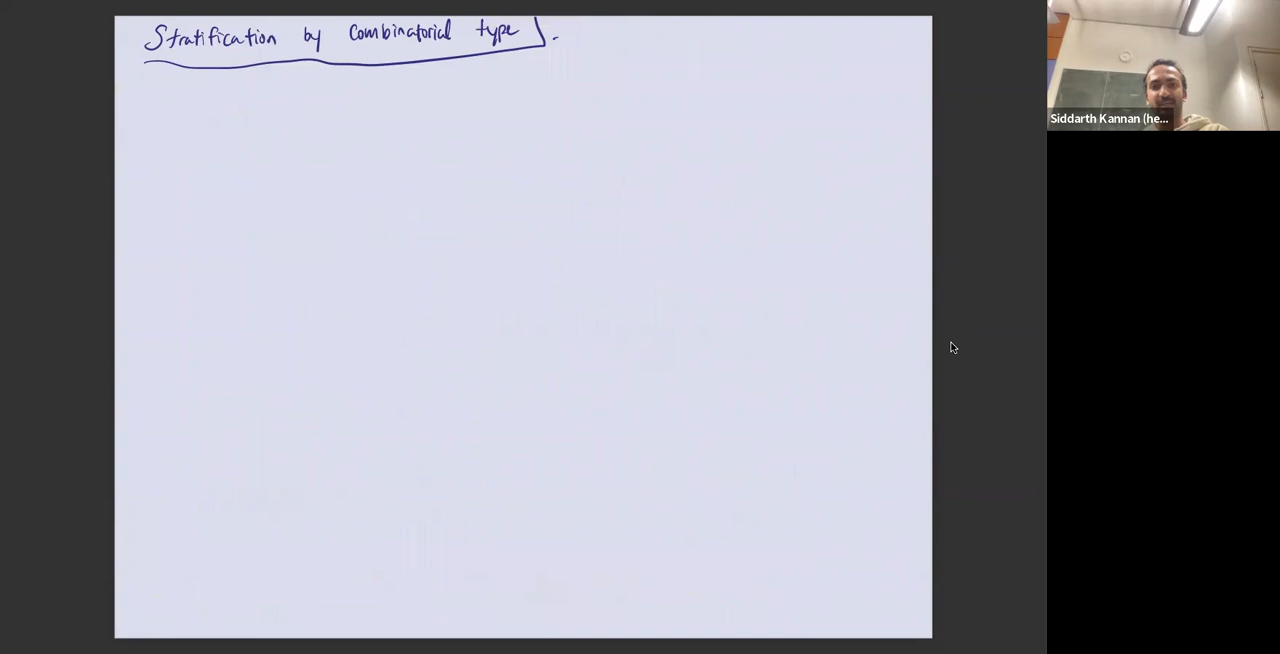 Stratification by combinatorial type.
Siddarth Kannan (he...